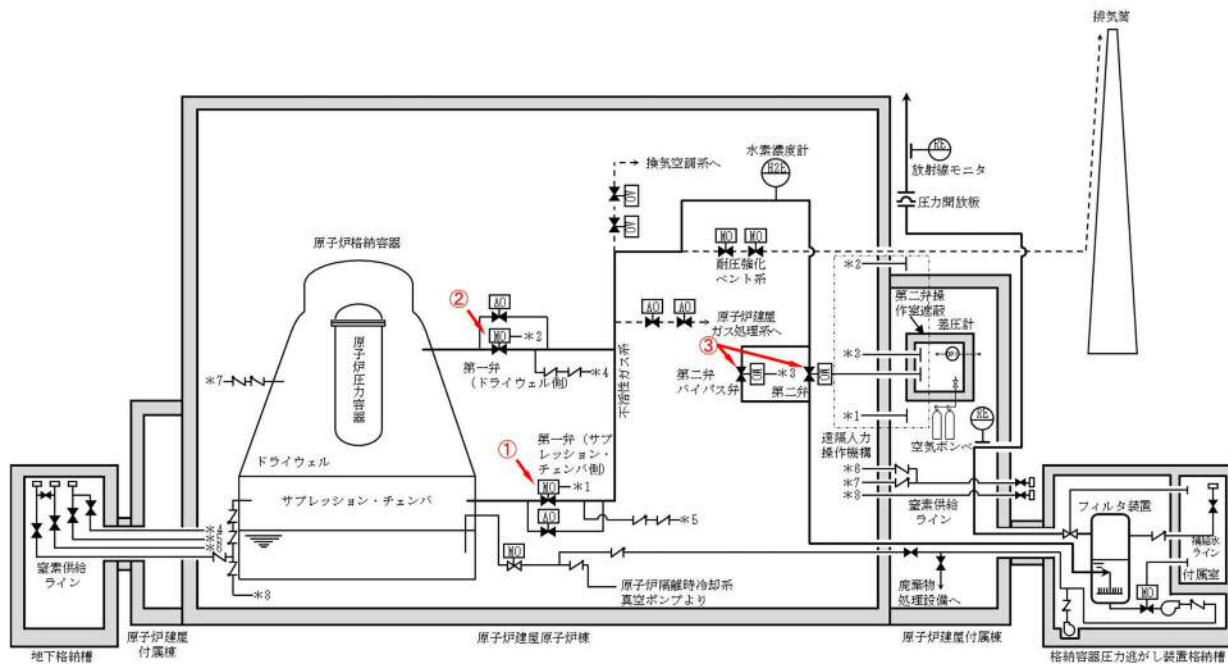 排気筒
水素濃度計
H2E
RE
放射線モニタ
換気空調系へ
AO
AO
圧力開放板
原子炉格納容器
MO
MO
耐圧強化
ベント系
*2
②
AO
MO
*2
第一弁
(ドライウェル側)
*4
AO
AO
原子炉建屋
ガス処理系へ
第二弁操
作室遮蔽
差圧計
原子炉圧力容器
不活性ガス系
③
第二弁
バイパス弁
MO
*3
第二弁
MO
*3
*7
*1
RE
遠隔人力
操作機構
空気ボンベ
ドライウェル
①
第一弁(サプ
レッション・
チェンバ側)
MO
*1
AO
*5
*6
*7
*8
窒素供給
ライン
サプレッション・チェンバ
フィルタ装置
補給水
ライン
付属室
*4
*5
*6
*8
窒素供給
ライン
MO
原子炉隔離時冷却系
真空ポンプより
廃棄物
処理設備へ
MO
地下格納槽
原子炉建屋
付属棟
原子炉建屋原子炉棟
原子炉建屋付属棟
格納容器圧力逃がし装置格納槽